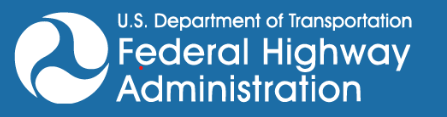 U.S. Department of Transportation
Federal Highway
Administration